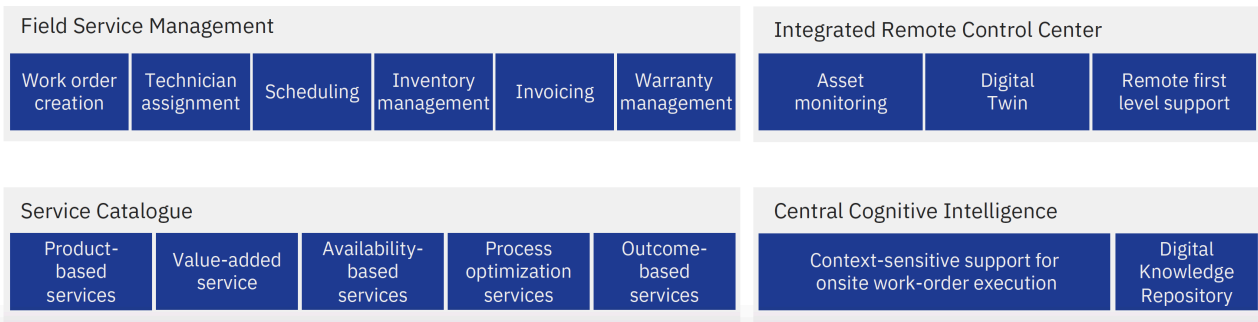 Field Service Management
Work order
creation
Technician
assignment
Scheduling
Inventory
management
Invoicing
Warranty
management
Integrated Remote Control Center
Asset
monitoring
Digital
Twin
Remote first
level support
Service Catalogue
Product-
based
services
Value-added
service
Availability-
based
services
Process
optimization
services
Outcome-
based
services
Central Cognitive Intelligence
Context-sensitive support for
onsite work-order execution
Digital
Knowledge
Repository